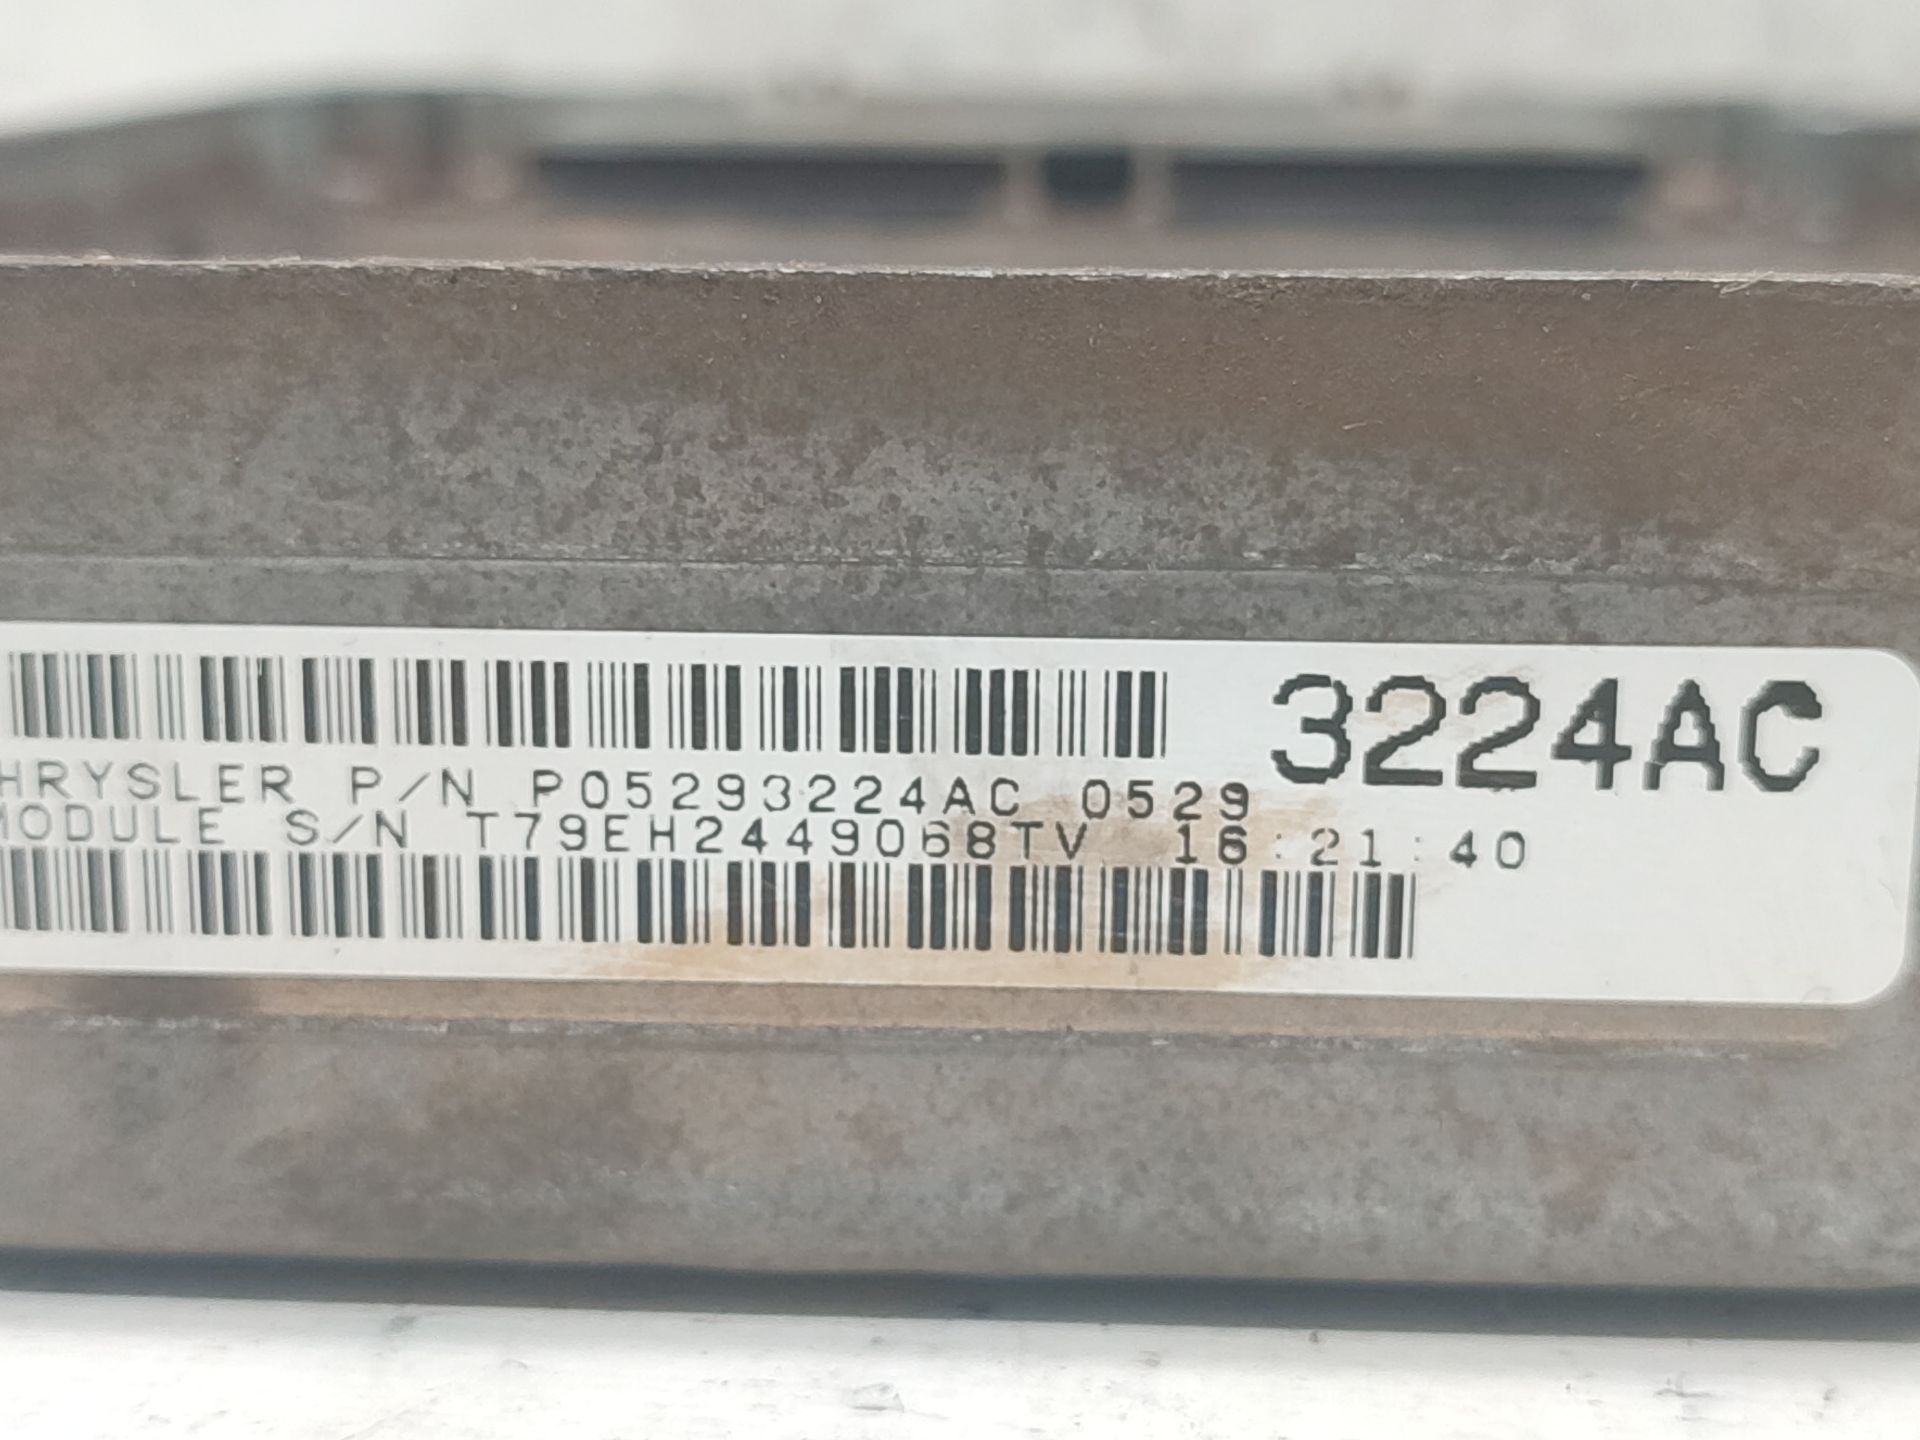 3224AC
HRYSLER P/N P05293224AC 0529
MODULE S/N T79EH2449068TV 16:21:40